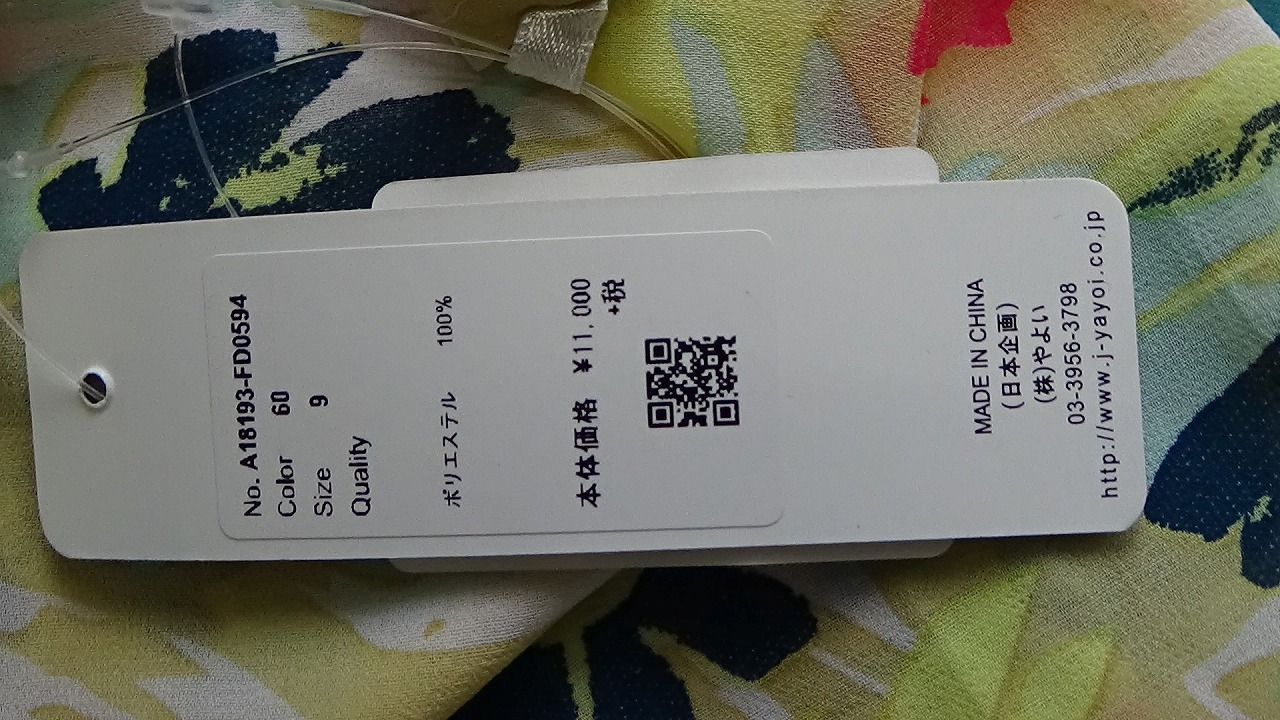 No. A18193-FD0594
Color 60
Size 9
Quality
ポリエステル 100%
本体価格 ¥11,000
+税
MADE IN CHINA
(日本企画)
(株)やよい
03-3956-3798
http://www.j-yayoi.co.jp